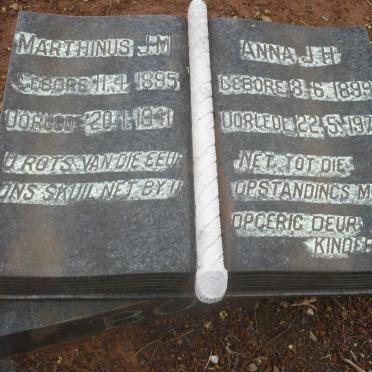 MARTHINUS J.M
GEBORE 11.4 1895
OORLEDE 20.1.1941
U ROTS VAN DIE EEU
ONS SKUIL NET BY U
ANNA J.H.
GEBORE 8.6.1899
OORLEDE 22.5.197
NET TOT DIE
OPSTANDINGS M
OPGERIG DEUR
KINDER